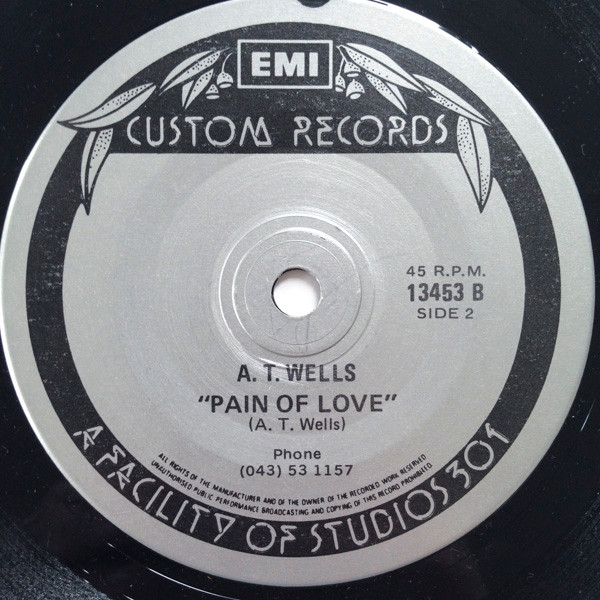 EMI
CUSTOM RECORDS
45 R.P.M.
13453 B
SIDE 2
A. T. WELLS
"PAIN OF LOVE"
(A. T. Wells)
Phone
(043) 53 1157
ALL RIGHTS OF THE MANUFACTURER AND OF THE OWNER OF THE RECORDED WORK RESERVED
UNAUTHORISED PUBLIC PERFORMANCE BROADCASTING AND COPYING OF THIS RECORD PROHIBITED
A FACILITY OF STUDIOS 301